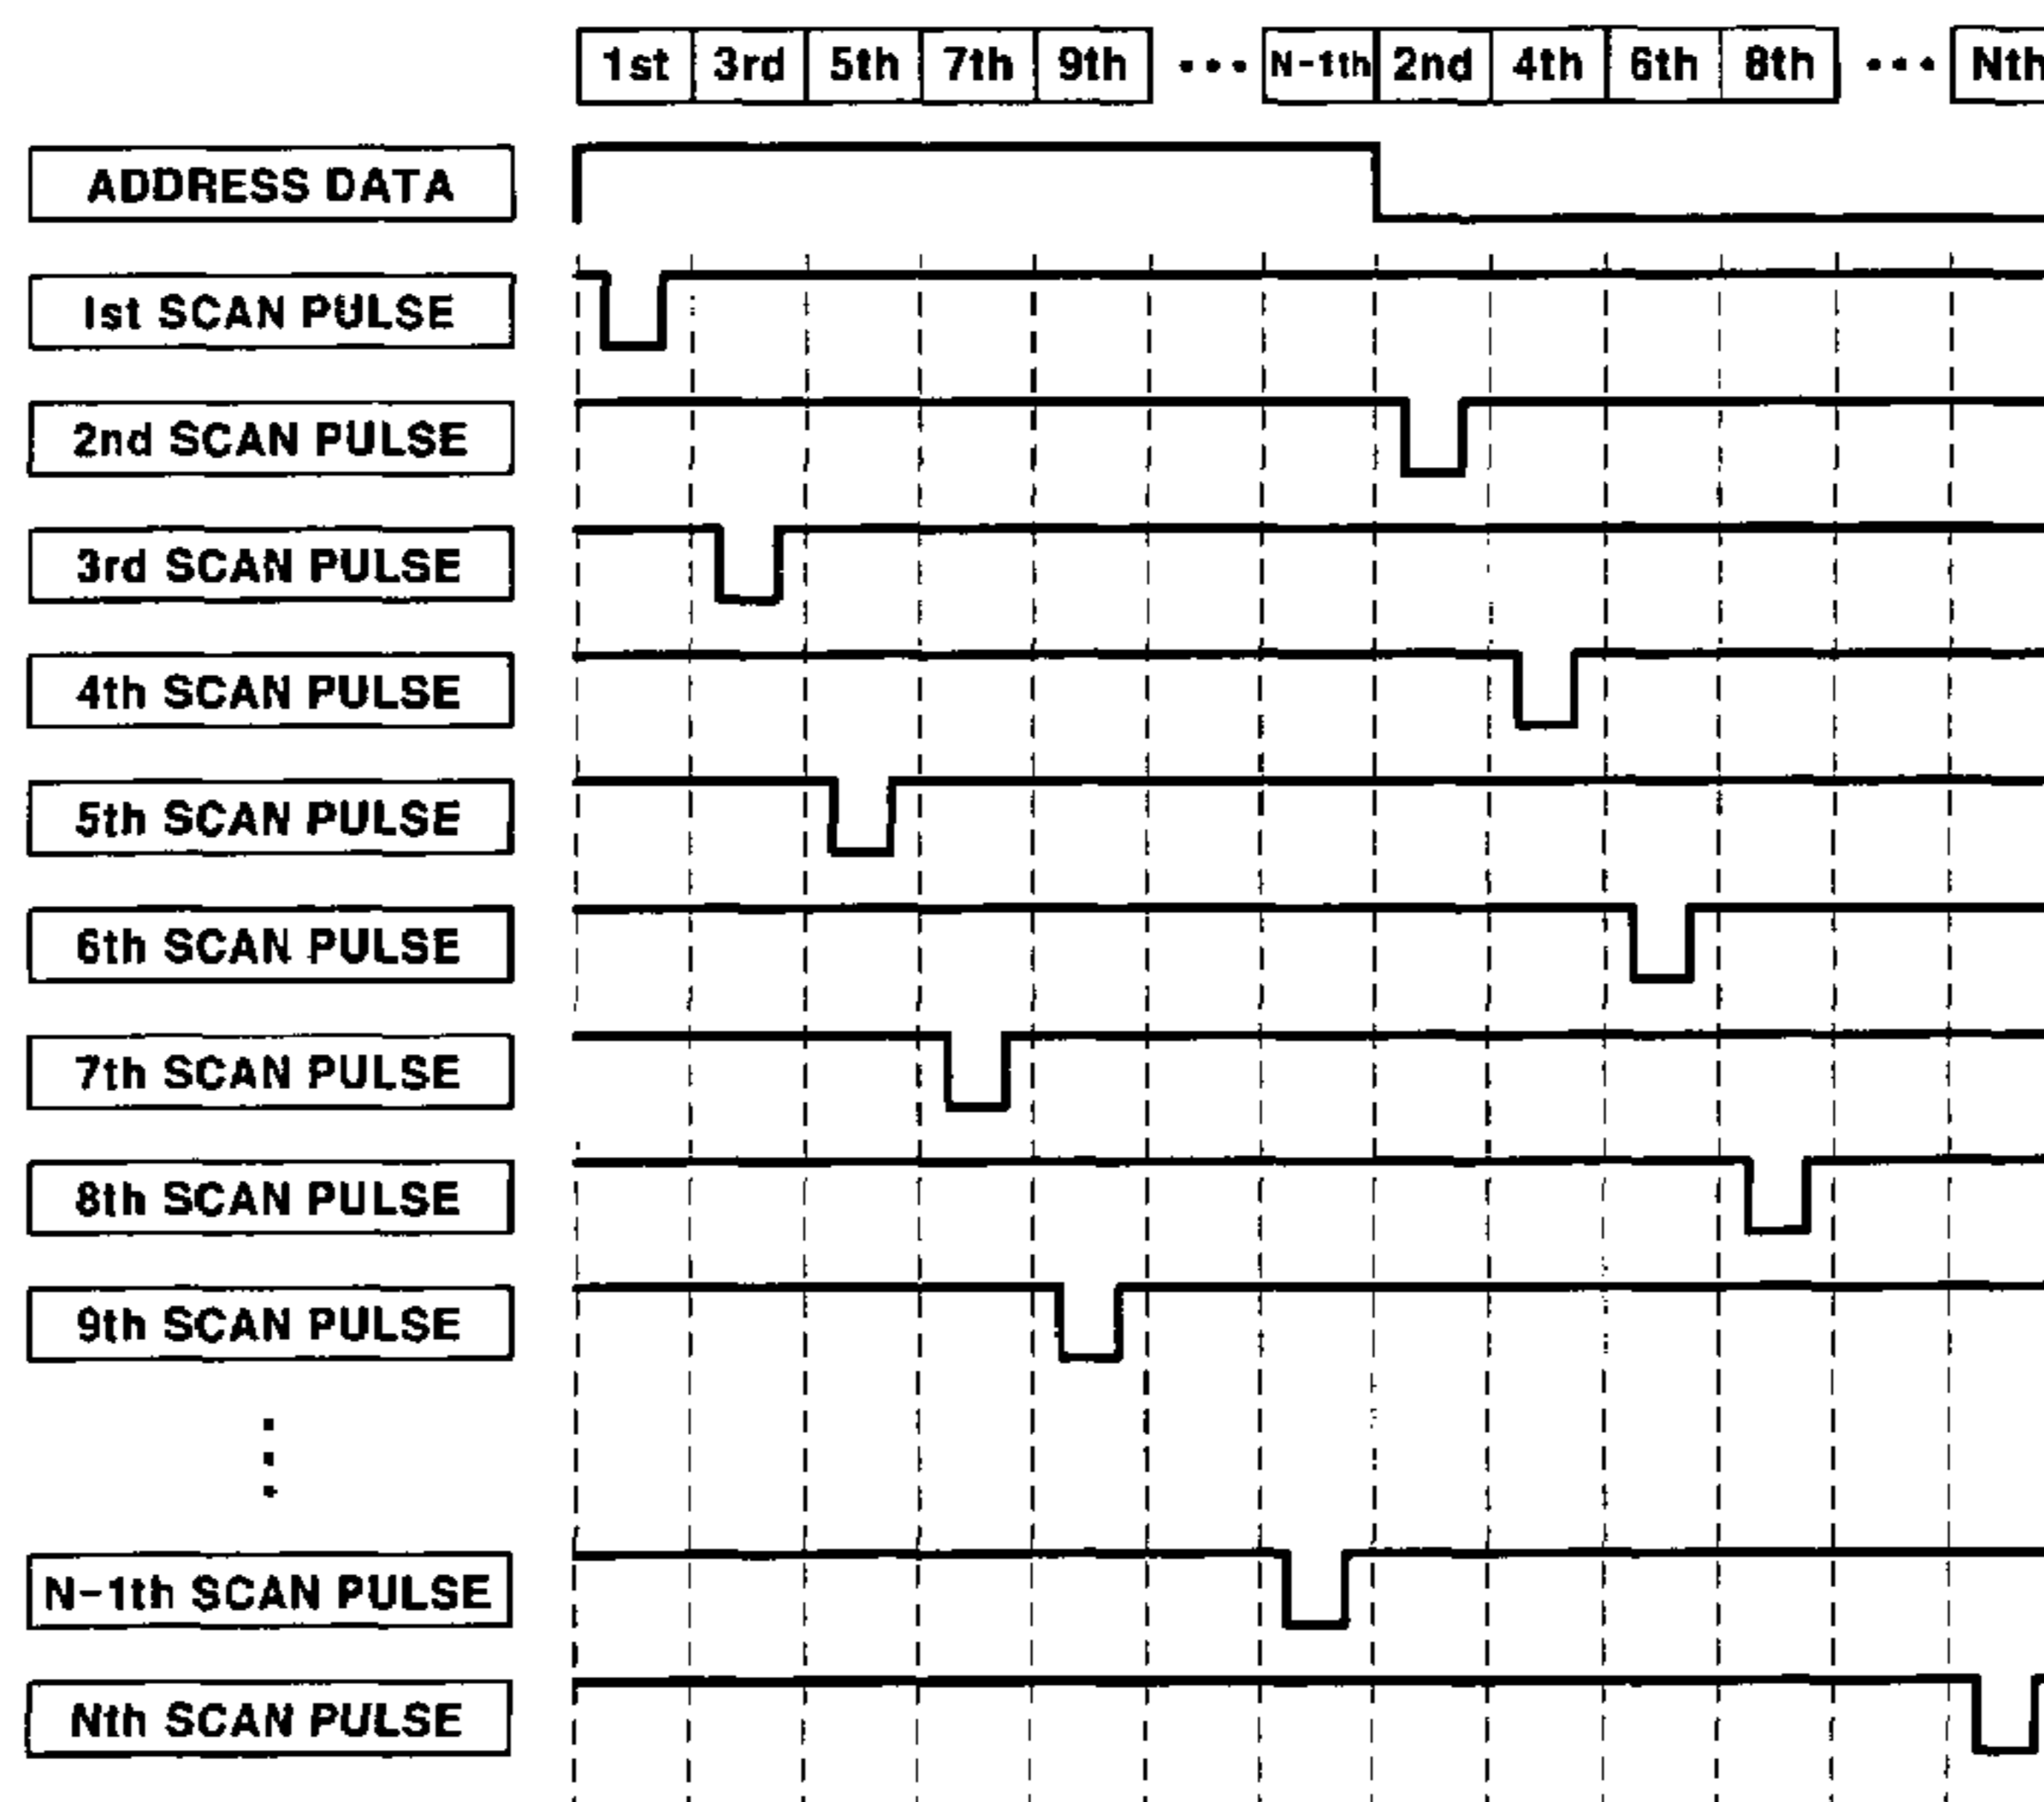 1st 3rd 5th 7th 9th ••• N-1th 2nd 4th 6th 8th ••• Nth
ADDRESS DATA
Ist SCAN PULSE
2nd SCAN PULSE
3rd SCAN PULSE
4th SCAN PULSE
5th SCAN PULSE
6th SCAN PULSE
7th SCAN PULSE
8th SCAN PULSE
9th SCAN PULSE
N-1th SCAN PULSE
Nth SCAN PULSE